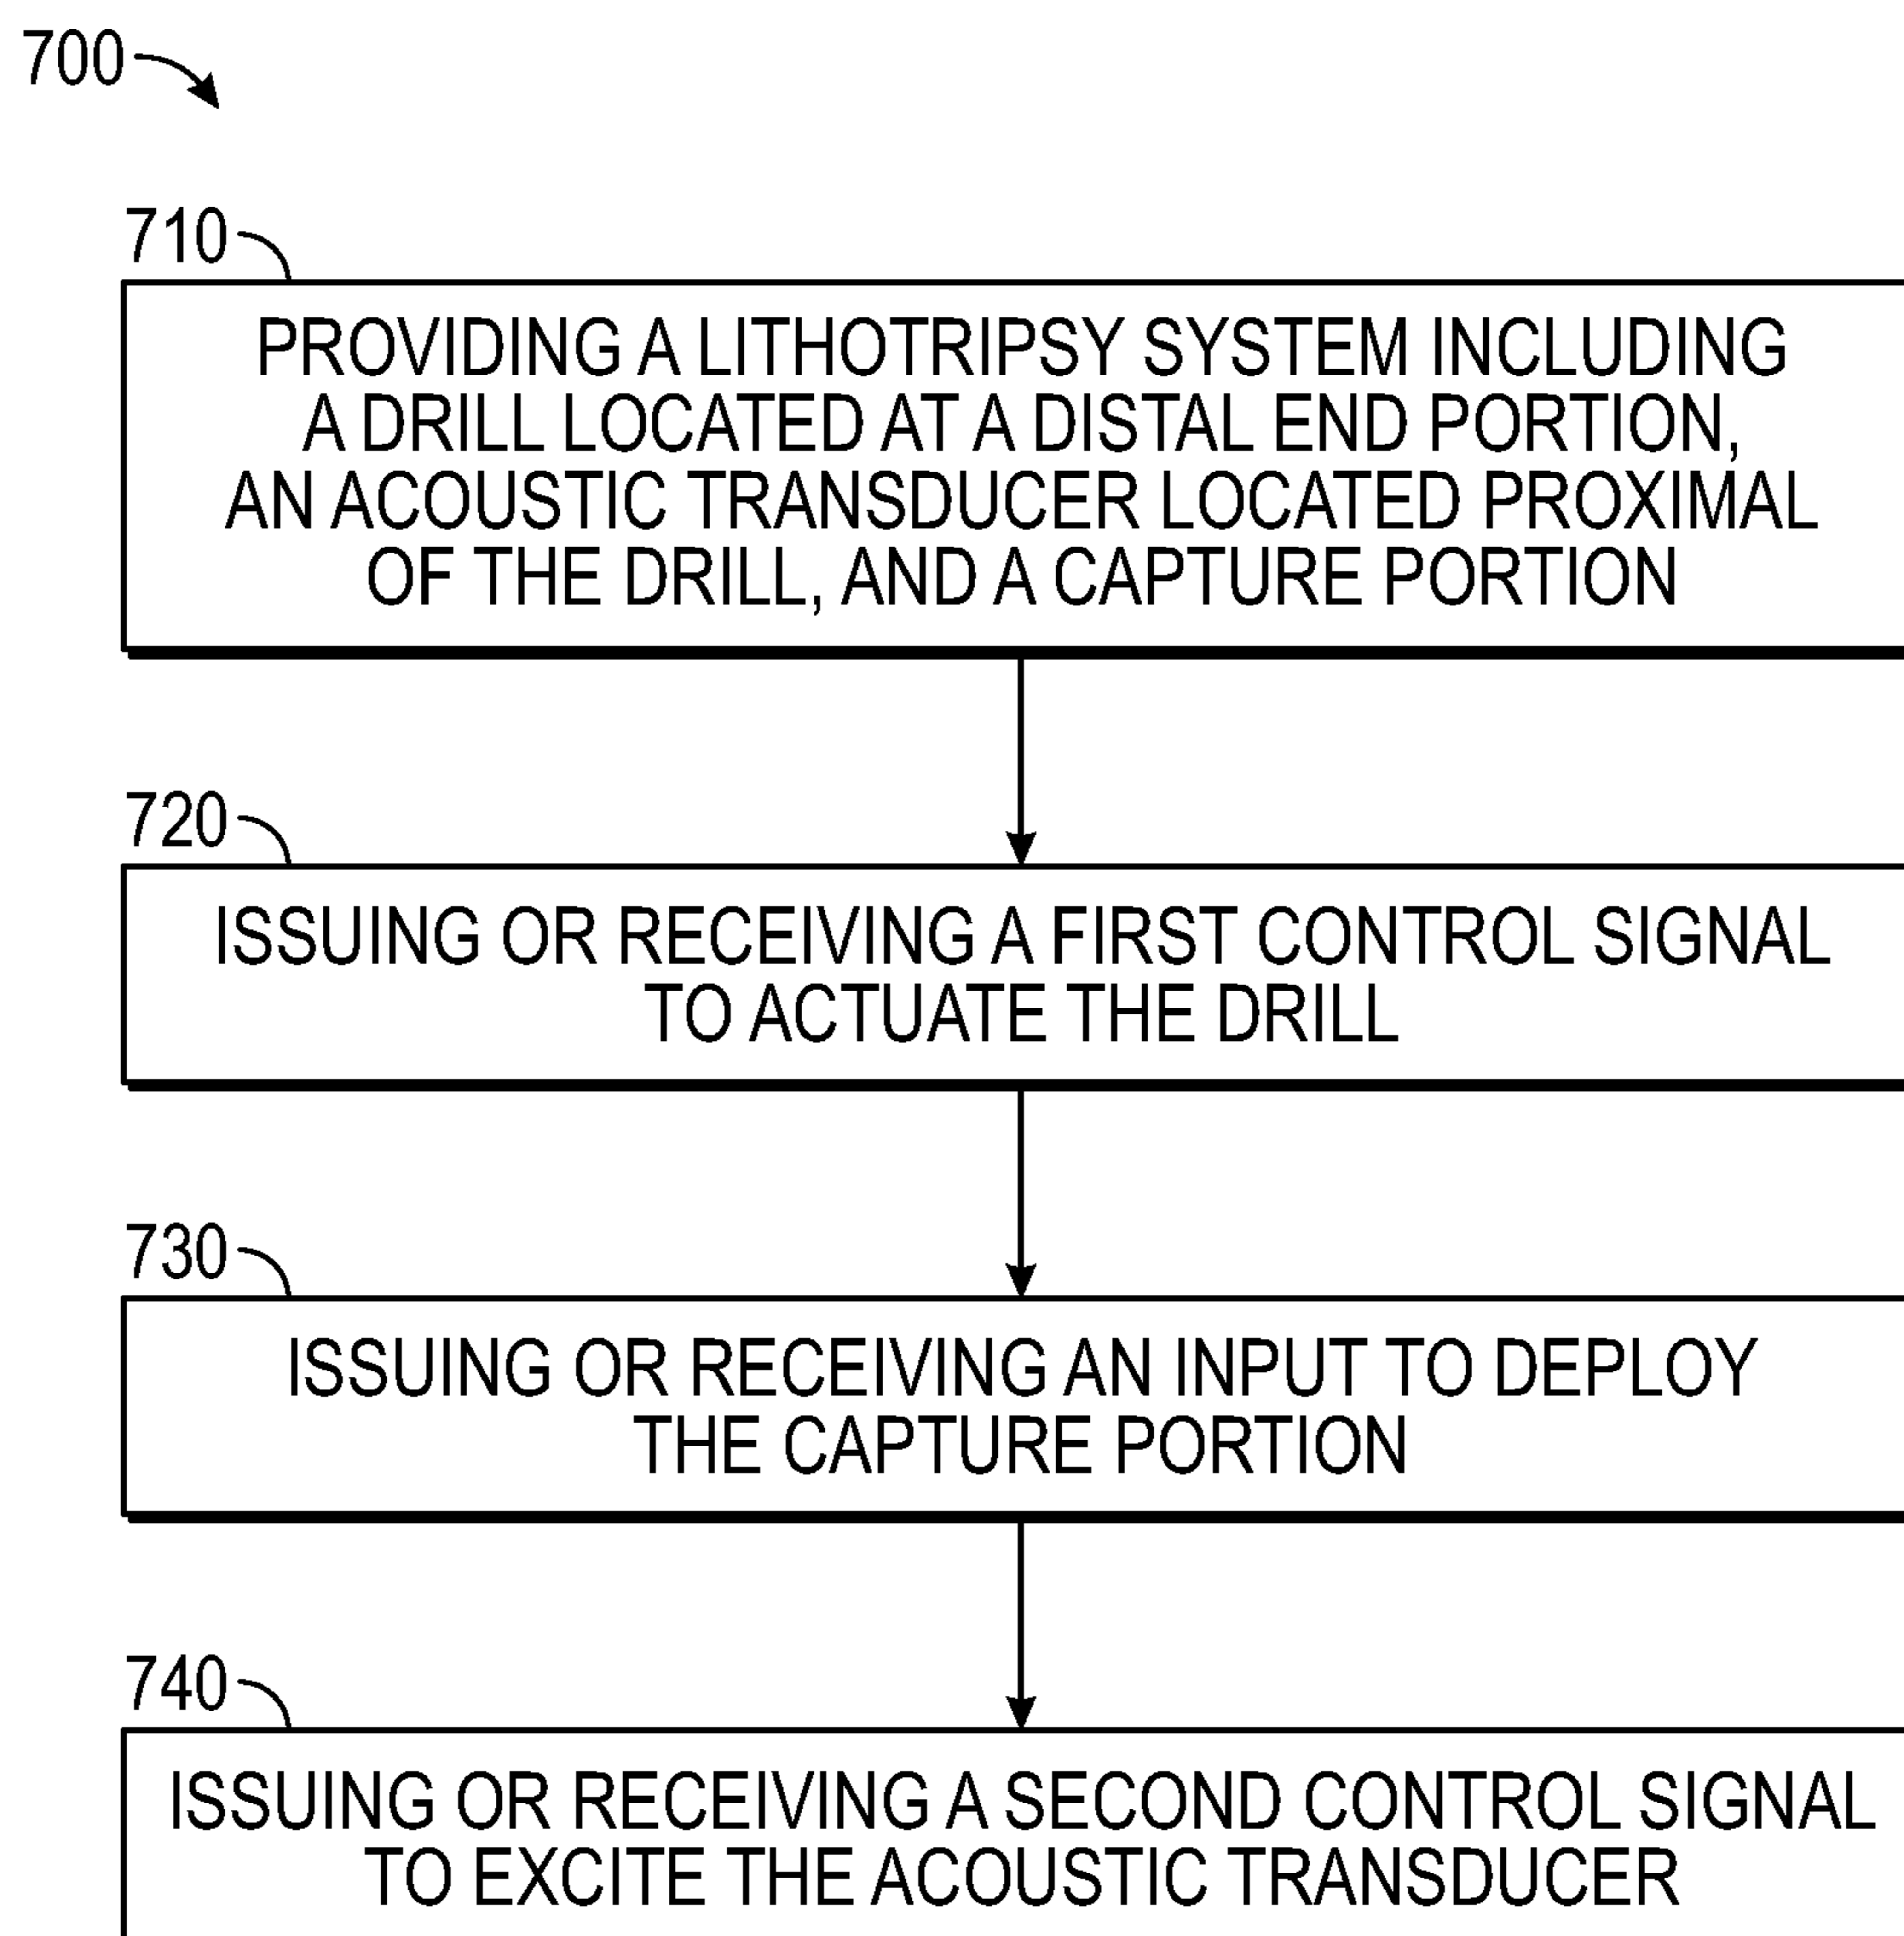 700
710
PROVIDING A LITHOTRIPSY SYSTEM INCLUDING
A DRILL LOCATED AT A DISTAL END PORTION,
AN ACOUSTIC TRANSDUCER LOCATED PROXIMAL
OF THE DRILL, AND A CAPTURE PORTION
720
ISSUING OR RECEIVING A FIRST CONTROL SIGNAL
TO ACTUATE THE DRILL
730
ISSUING OR RECEIVING AN INPUT TO DEPLOY
THE CAPTURE PORTION
740
ISSUING OR RECEIVING A SECOND CONTROL SIGNAL
TO EXCITE THE ACOUSTIC TRANSDUCER